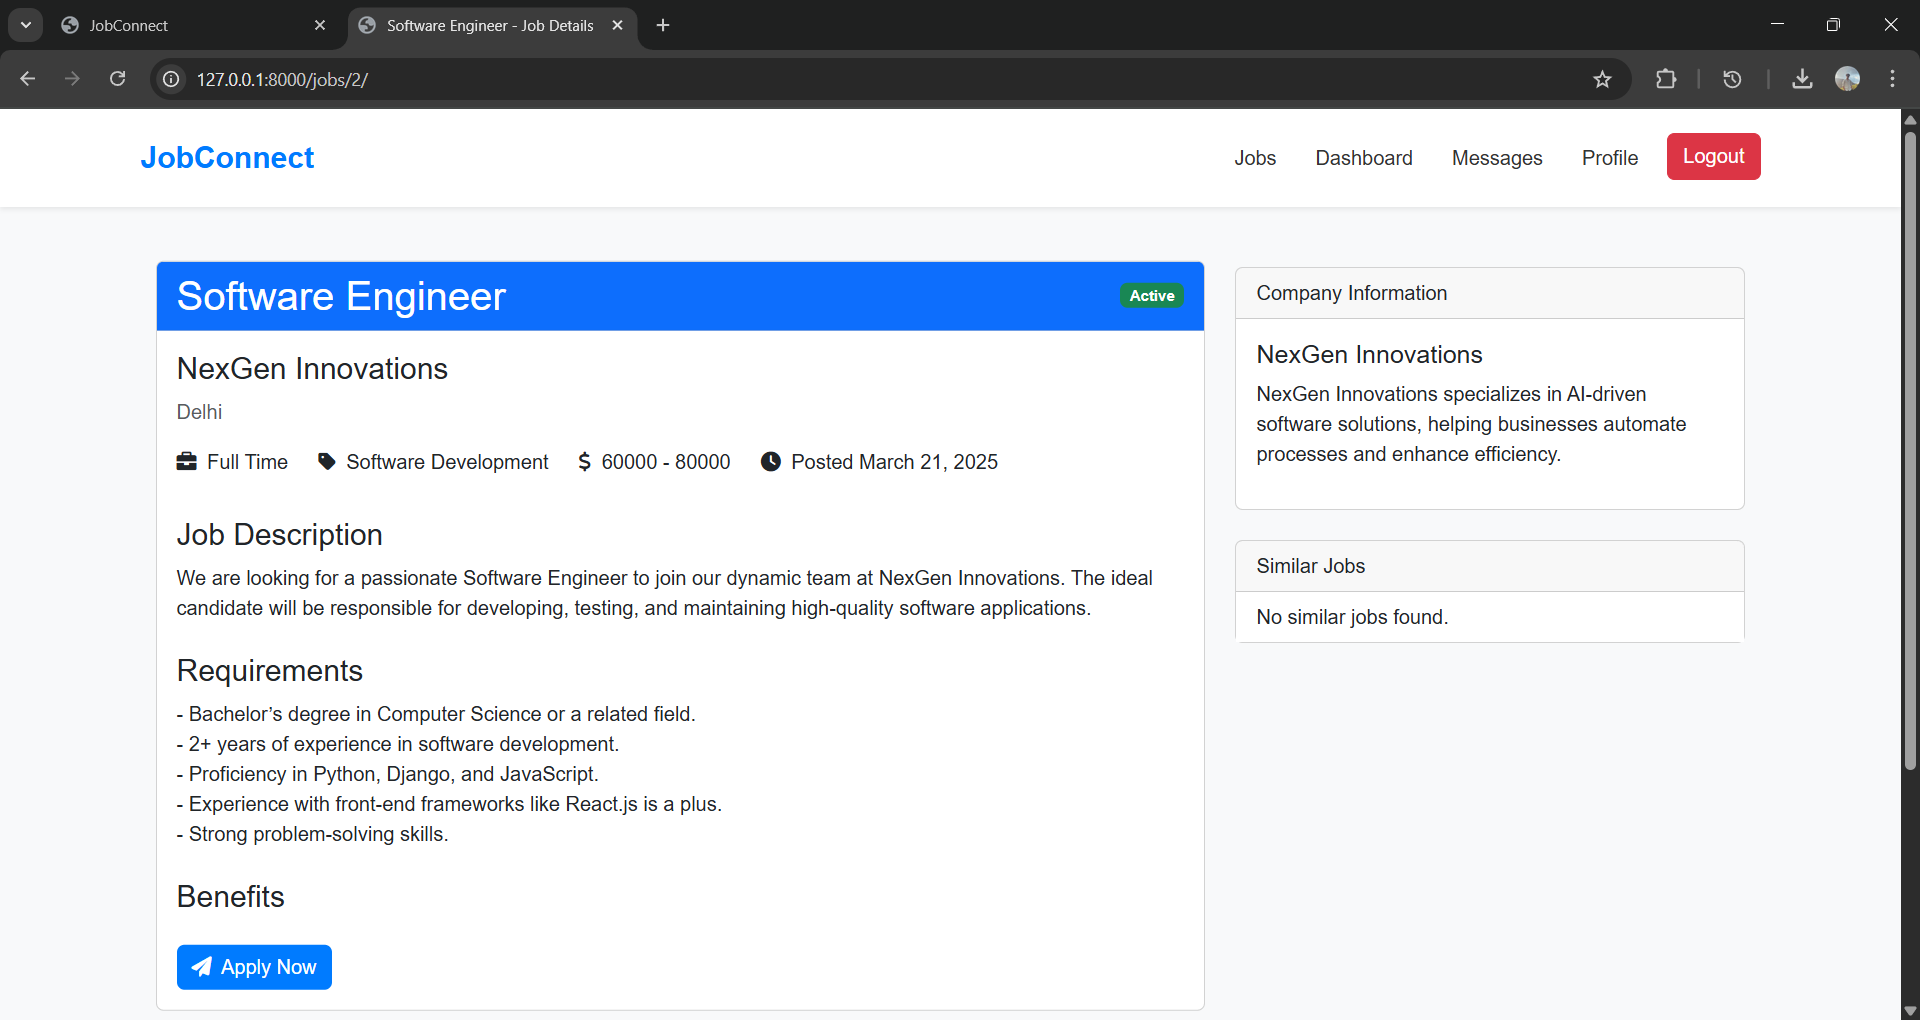 JobConnect
Software Engineer - Job Details
127.0.0.1:8000/jobs/2/
JobConnect
Jobs
Dashboard
Messages
Profile
Logout
Software Engineer
Active
NexGen Innovations
Delhi
Full Time
Software Development
$ 60000 - 80000
Posted March 21, 2025
Job Description
We are looking for a passionate Software Engineer to join our dynamic team at NexGen Innovations. The ideal
candidate will be responsible for developing, testing, and maintaining high-quality software applications.
Requirements
- Bachelor’s degree in Computer Science or a related field.
- 2+ years of experience in software development.
- Proficiency in Python, Django, and JavaScript.
- Experience with front-end frameworks like React.js is a plus.
- Strong problem-solving skills.
Benefits
Apply Now
Company Information
NexGen Innovations
NexGen Innovations specializes in AI-driven
software solutions, helping businesses automate
processes and enhance efficiency.
Similar Jobs
No similar jobs found.